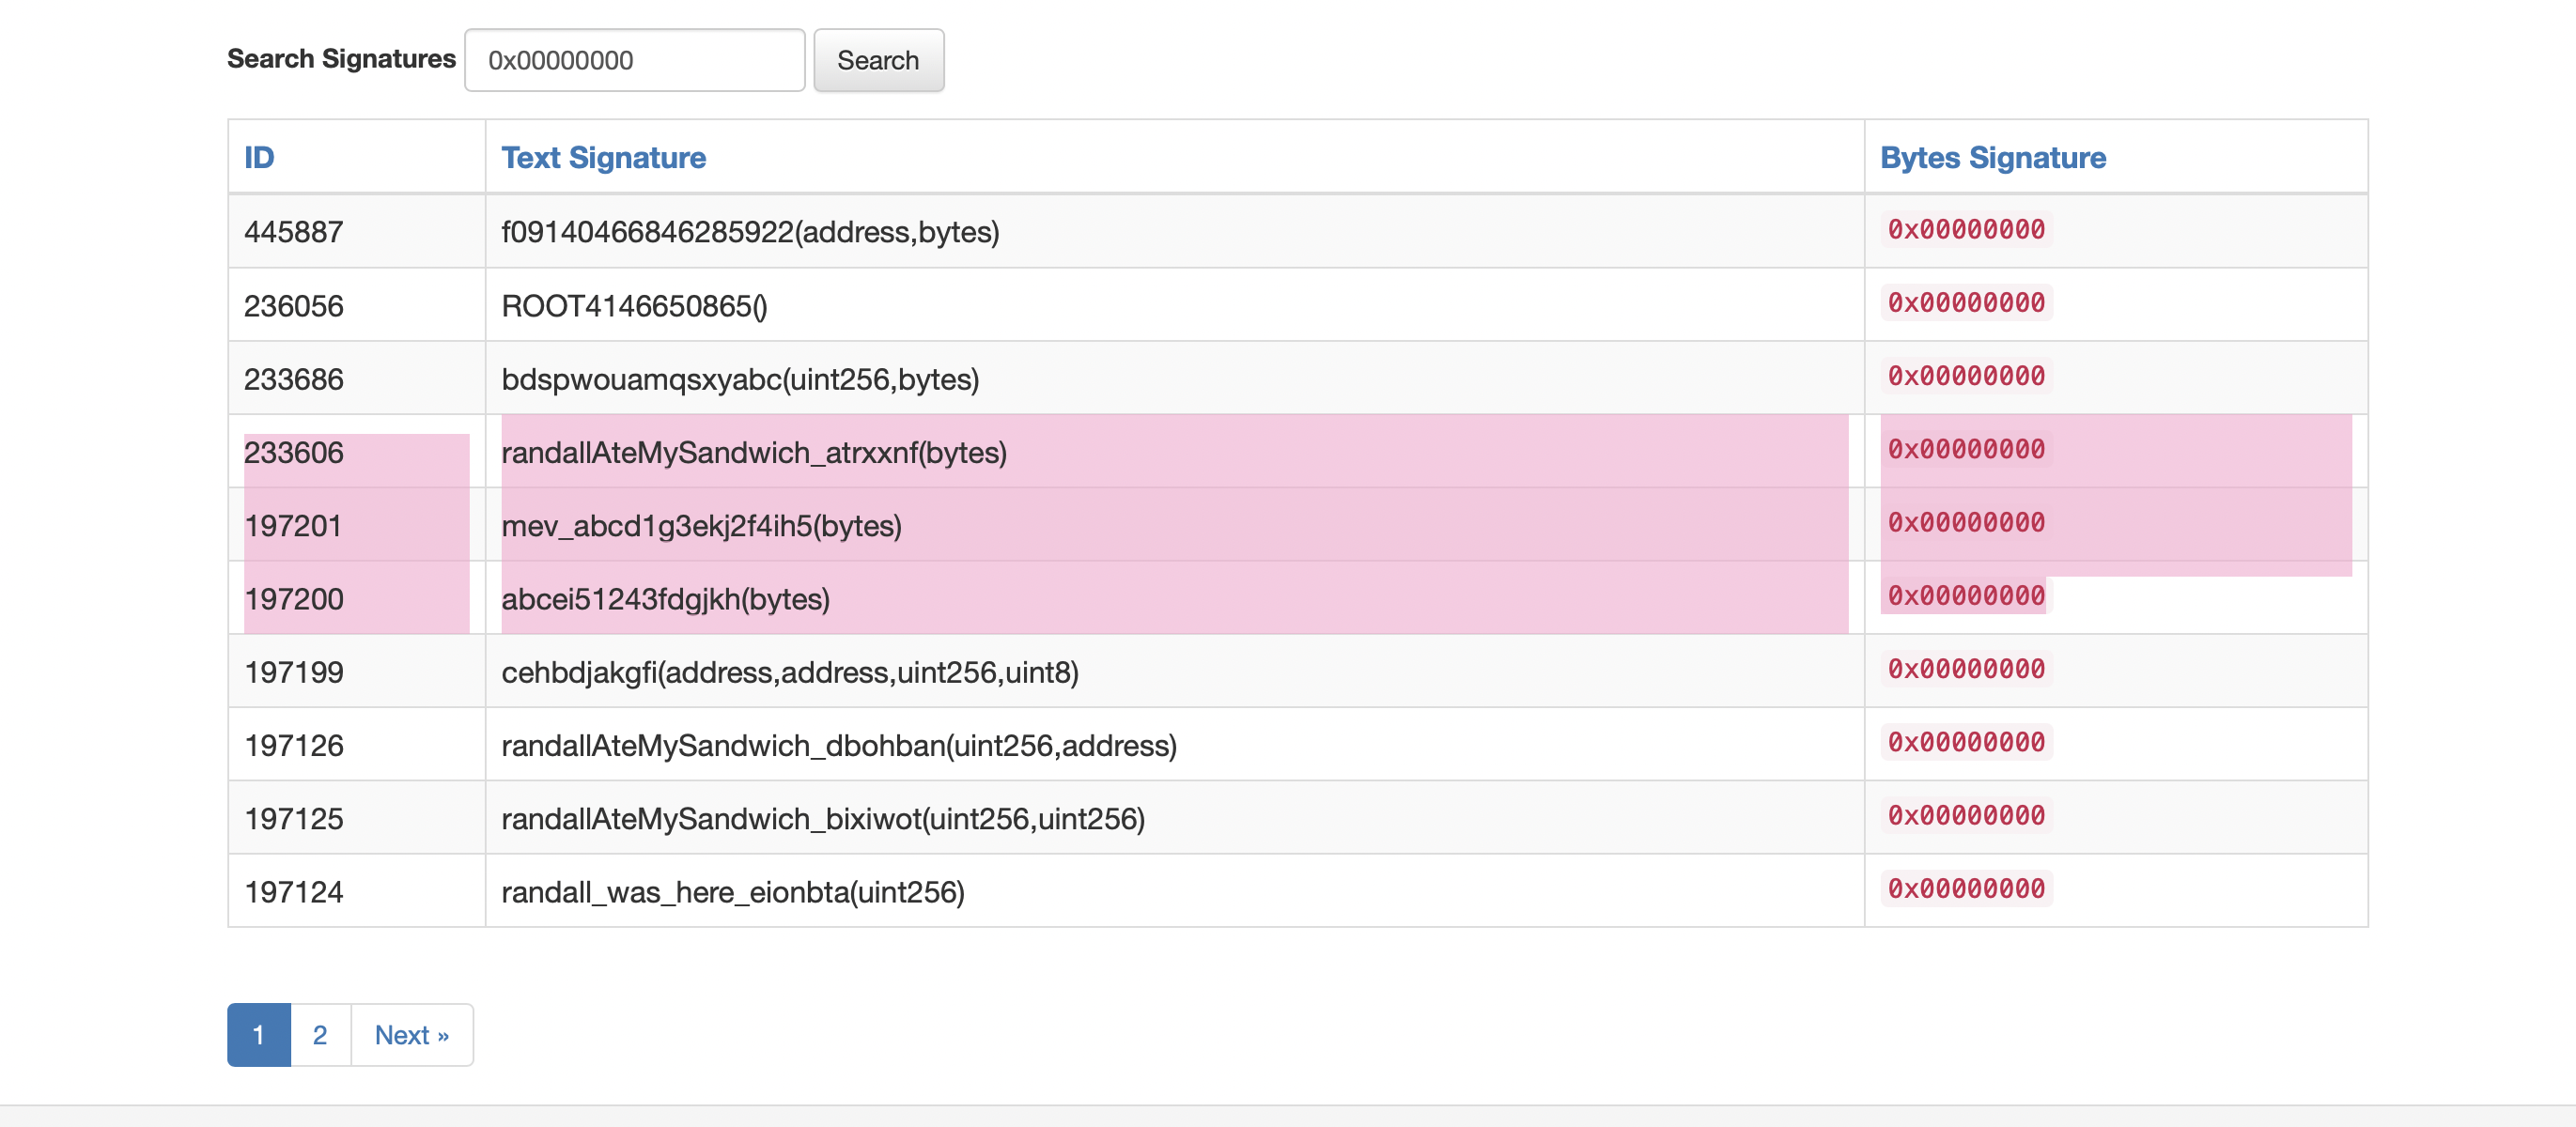 Search Signatures 0x00000000 Search
ID Text Signature Bytes Signature
445887 f09140466846285922(address,bytes) 0x00000000
236056 ROOT4146650865() 0x00000000
233686 bdspwouamqsxyabc(uint256,bytes) 0x00000000
233606 randallAteMySandwich_atrxxnf(bytes) 0x00000000
197201 mev_abcd1g3ekj2f4ih5(bytes) 0x00000000
197200 abcei51243fdgjkh(bytes) 0x00000000
197199 cehbdjakgfi(address,address,uint256,uint8) 0x00000000
197126 randallAteMySandwich_dbohban(uint256,address) 0x00000000
197125 randallAteMySandwich_bixiwot(uint256,uint256) 0x00000000
197124 randall_was_here_eionbta(uint256) 0x00000000
1 2 Next »